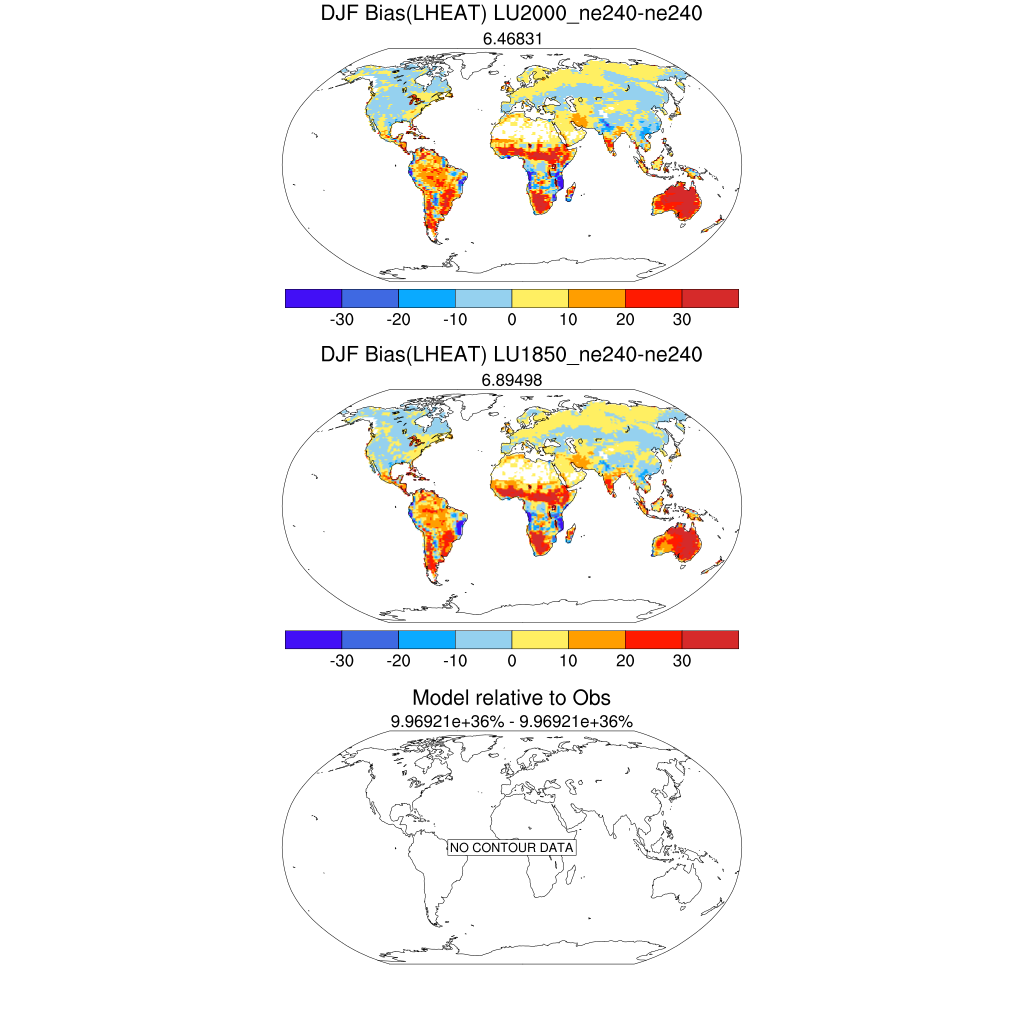 DJF Bias(LHEAT) LU2000_ne240-ne240
6.46831
-30 -20 -10 0 10 20 30
DJF Bias(LHEAT) LU1850_ne240-ne240
6.89498
-30 -20 -10 0 10 20 30
Model relative to Obs
9.96921e+36% - 9.96921e+36%
NO CONTOUR DATA